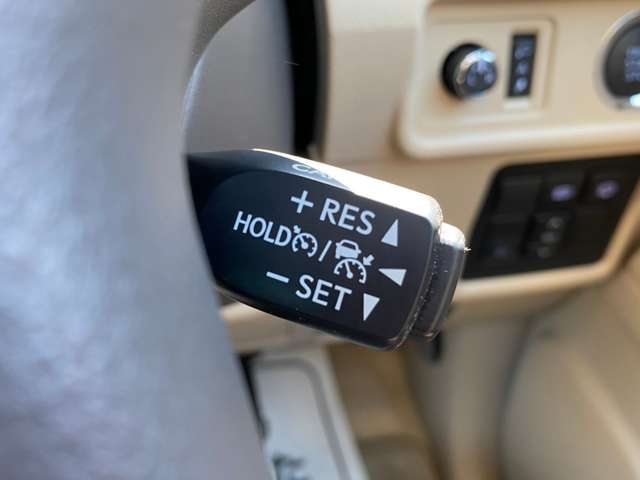 + RES
HOLD /
− SET